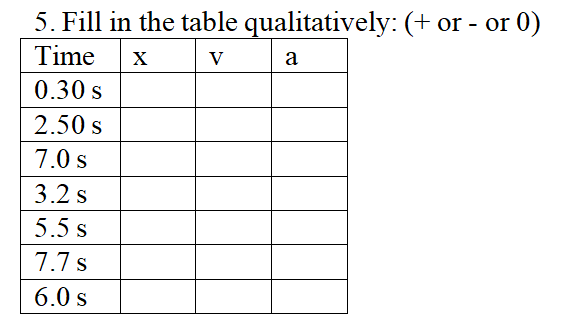 5. Fill in the table qualitatively: (+ or - or 0)
Time x v a
0.30 s
2.50 s
7.0 s
3.2 s
5.5 s
7.7 s
6.0 s